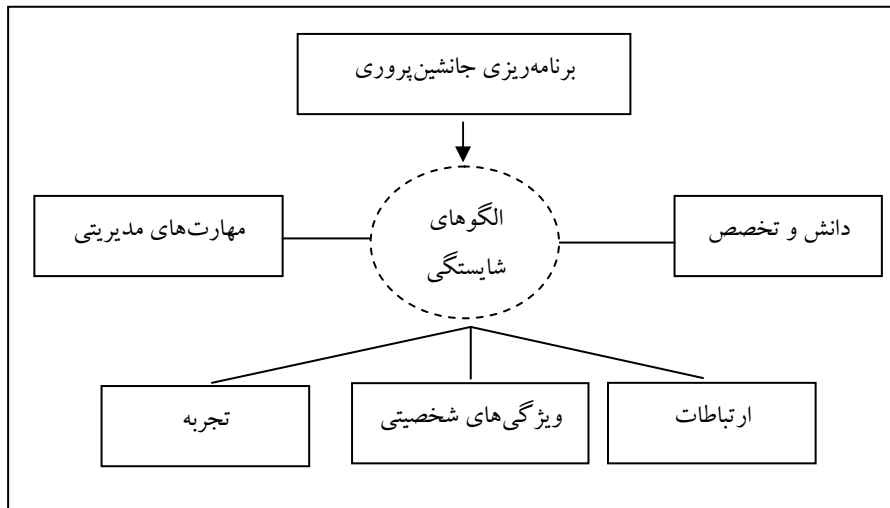 برنامه‌ریزی جانشین‌پروری
الگوهای
شایستگی
دانش و تخصص
مهارت‌های مدیریتی
ارتباطات
ویژگی‌های شخصیتی
تجربه